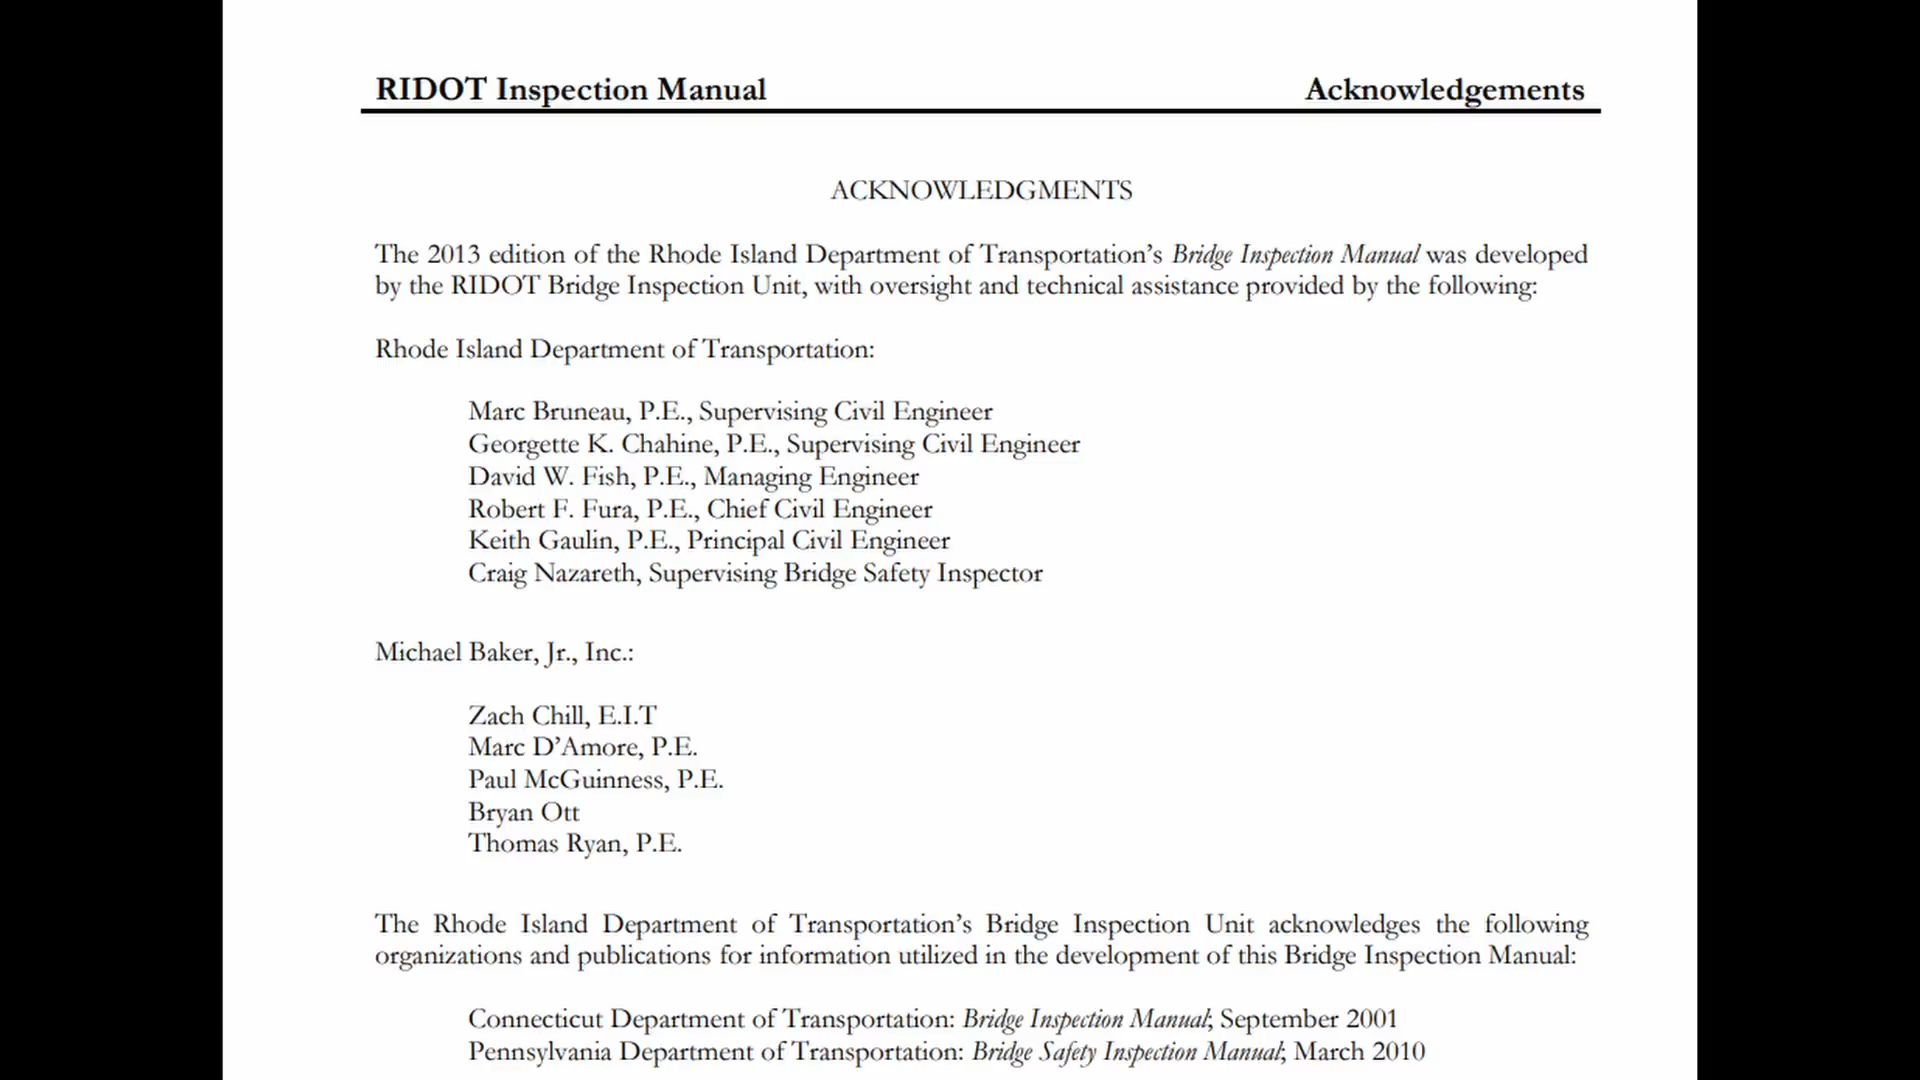 RIDOT Inspection Manual Acknowledgements
ACKNOWLEDGMENTS
The 2013 edition of the Rhode Island Department of Transportation’s Bridge Inspection Manual was developed
by the RIDOT Bridge Inspection Unit, with oversight and technical assistance provided by the following:
Rhode Island Department of Transportation:
Marc Bruneau, P.E., Supervising Civil Engineer
Georgette K. Chahine, P.E., Supervising Civil Engineer
David W. Fish, P.E., Managing Engineer
Robert F. Fura, P.E., Chief Civil Engineer
Keith Gaulin, P.E., Principal Civil Engineer
Craig Nazareth, Supervising Bridge Safety Inspector
Michael Baker, Jr., Inc.:
Zach Chill, E.I.T
Marc D’Amore, P.E.
Paul McGuinness, P.E.
Bryan Ott
Thomas Ryan, P.E.
The Rhode Island Department of Transportation’s Bridge Inspection Unit acknowledges the following
organizations and publications for information utilized in the development of this Bridge Inspection Manual:
Connecticut Department of Transportation: Bridge Inspection Manual; September 2001
Pennsylvania Department of Transportation: Bridge Safety Inspection Manual; March 2010